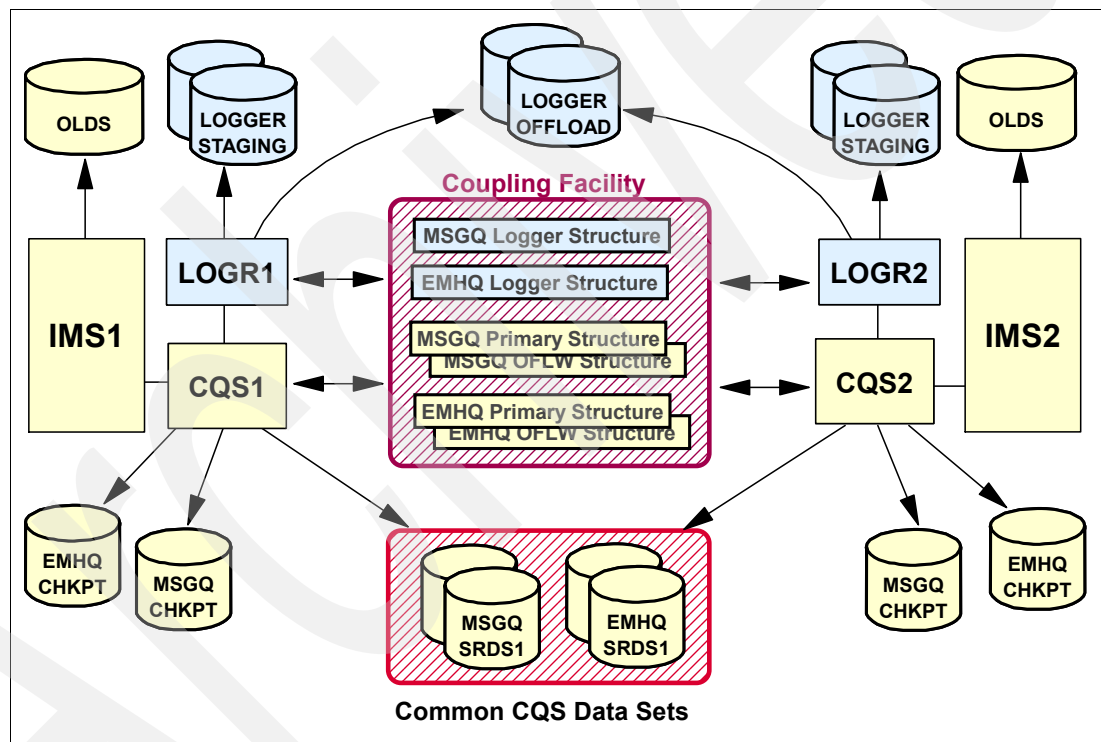 OLDS
LOGGER
STAGING
LOGGER
OFFLOAD
LOGGER
STAGING
OLDS
Coupling Facility
MSGQ Logger Structure
EMHQ Logger Structure
MSGQ Primary Structure
MSGQ OFLW Structure
EMHQ Primary Structure
EMHQ OFLW Structure
IMS1
LOGR1
CQS1
LOGR2
CQS2
IMS2
EMHQ
CHKPT
MSGQ
CHKPT
MSGQ
SRDS1
EMHQ
SRDS1
MSGQ
CHKPT
EMHQ
CHKPT
Common CQS Data Sets